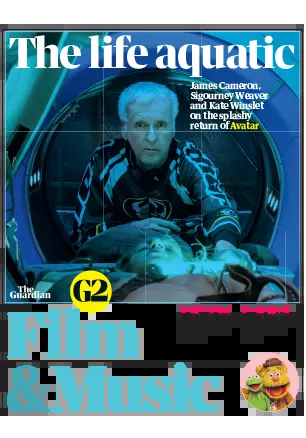 The life aquatic
James Cameron,
Sigourney Weaver
and Kate Winslet
on the splashy
return of Avatar
The
Guardian
G2
Film
&Music